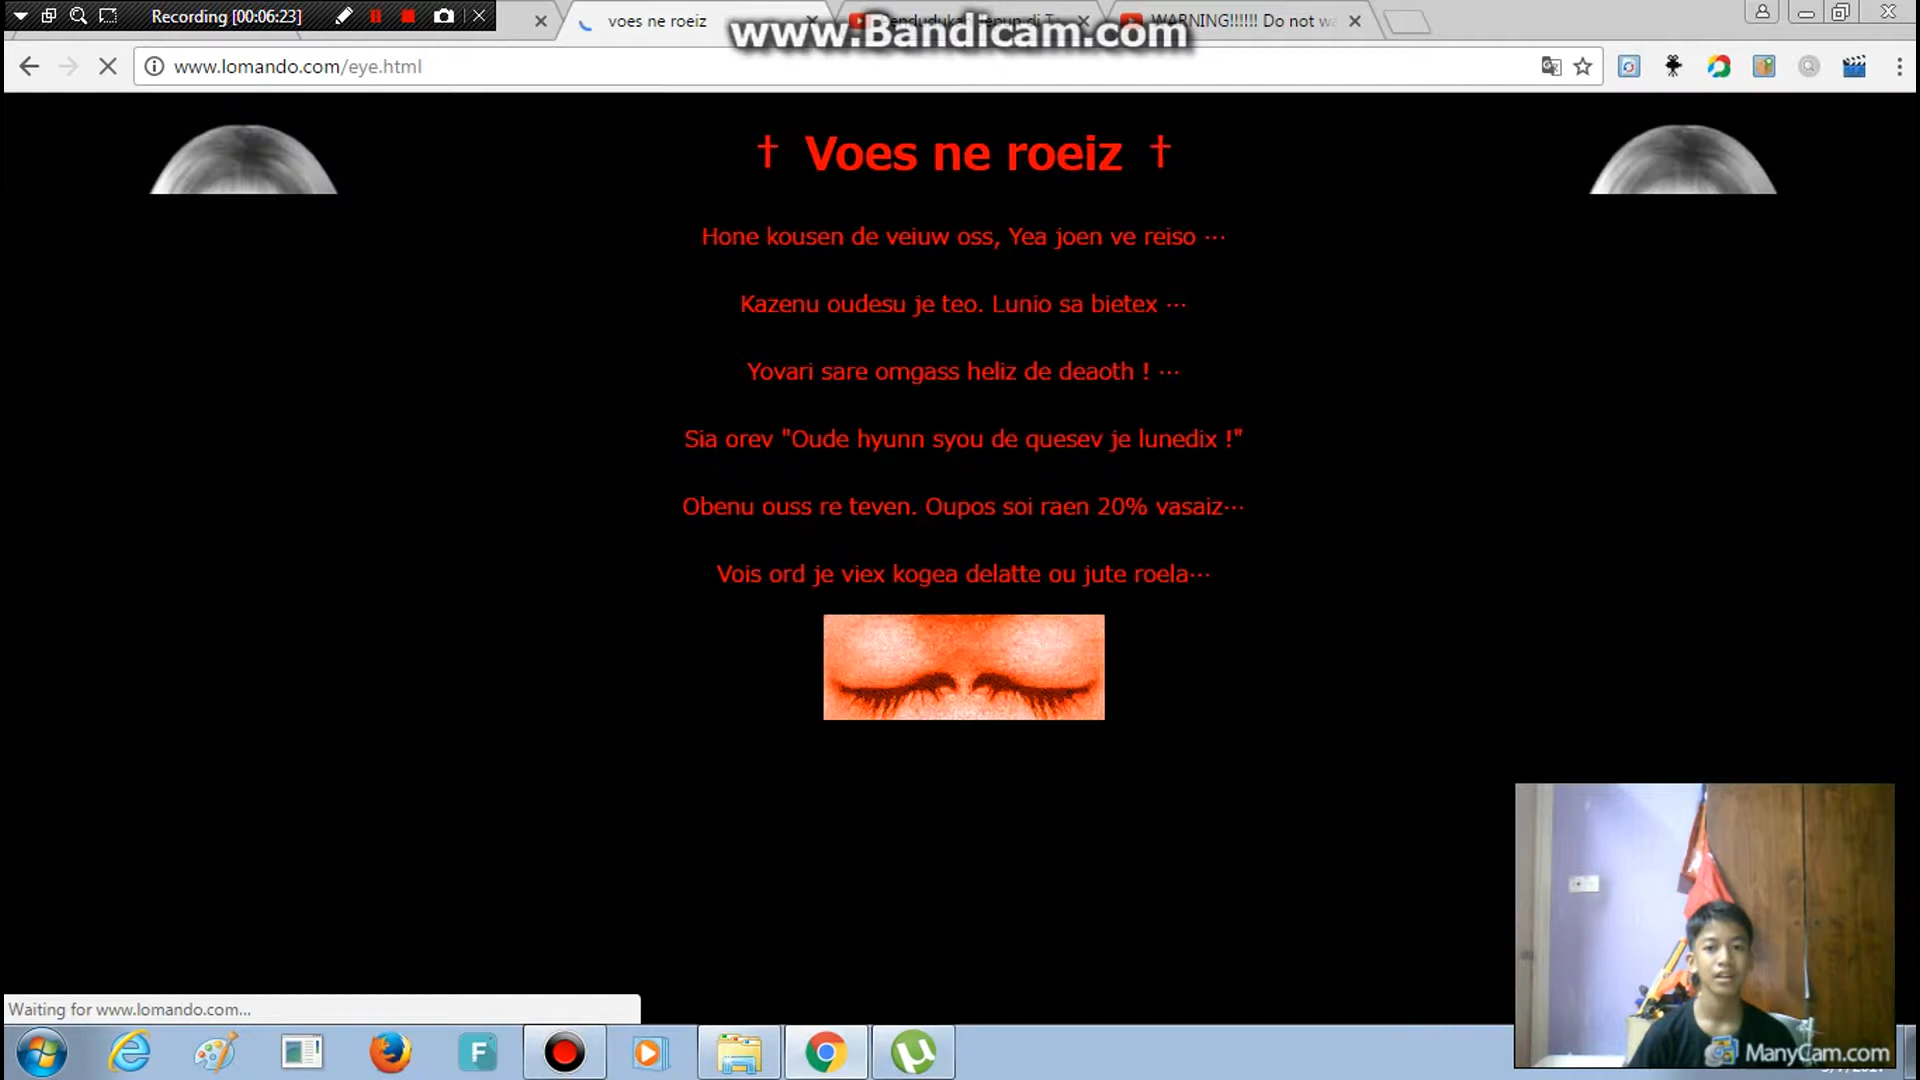 Recording [00:06:23]
voes ne roeiz
WARNING!!!!!! Do not wa
www.Bandicam.com
www.lomando.com/eye.html
† Voes ne roeiz †
Hone kousen de veiuw oss, Yea joen ve reiso ···
Kazenu oudesu je teo. Lunio sa bietex ···
Yovari sare omgass heliz de deaoth ! ···
Sia orev "Oude hyunn syou de quesev je lunedix !"
Obenu ouss re teven. Oupos soi raen 20% vasaiz···
Vois ord je viex kogea delatte ou jute roela···
Waiting for www.lomando.com...
ManyCam.com